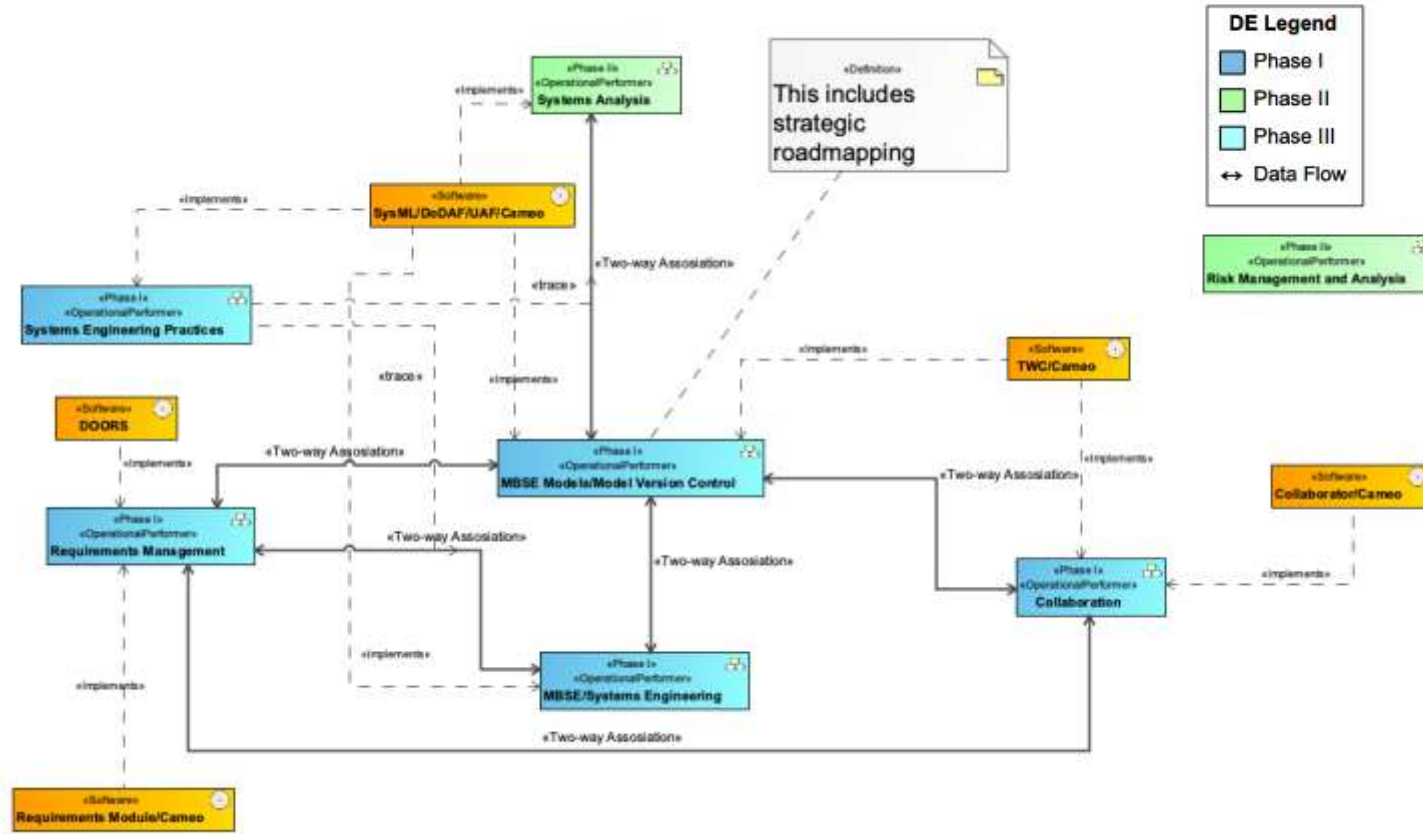 DE Legend
Phase I
Phase II
Phase III
↔ Data Flow
«Phase II»
«OperationalPerformer»
Systems Analysis
«Definition»
This includes
strategic
roadmapping
«Implements»
«Software»
SysML/DoDAF/UAF/Cameo
«Implements»
«Two-way Assosiation»
«Phase II»
«OperationalPerformer»
Risk Management and Analysis
«trace»
«Phase I»
«OperationalPerformer»
Systems Engineering Practices
«trace»
«Implements»
«Implements»
«Software»
TWC/Cameo
«Software»
DOORS
«Implements»
«Two-way Assosiation»
«Phase I»
«OperationalPerformer»
MBSE Models/Model Version Control
«Two-way Assosiation»
«Implements»
«Software»
Collaborator/Cameo
«Phase I»
«OperationalPerformer»
Requirements Management
«Two-way Assosiation»
«Two-way Assosiation»
«Phase I»
«OperationalPerformer»
Collaboration
«Implements»
«Implements»
«Phase I»
«OperationalPerformer»
MBSE/Systems Engineering
«Implements»
«Two-way Assosiation»
«Software»
Requirements Module/Cameo